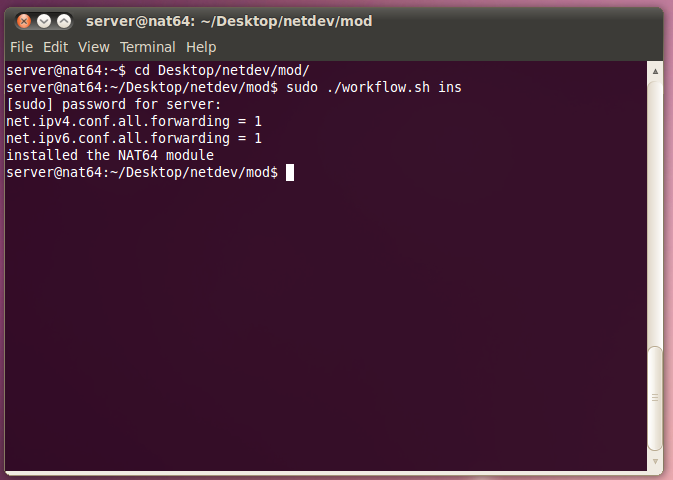 server@nat64: ~/Desktop/netdev/mod
File Edit View Terminal Help
server@nat64:~$ cd Desktop/netdev/mod/
server@nat64:~/Desktop/netdev/mod$ sudo ./workflow.sh ins
[sudo] password for server:
net.ipv4.conf.all.forwarding = 1
net.ipv6.conf.all.forwarding = 1
installed the NAT64 module
server@nat64:~/Desktop/netdev/mod$